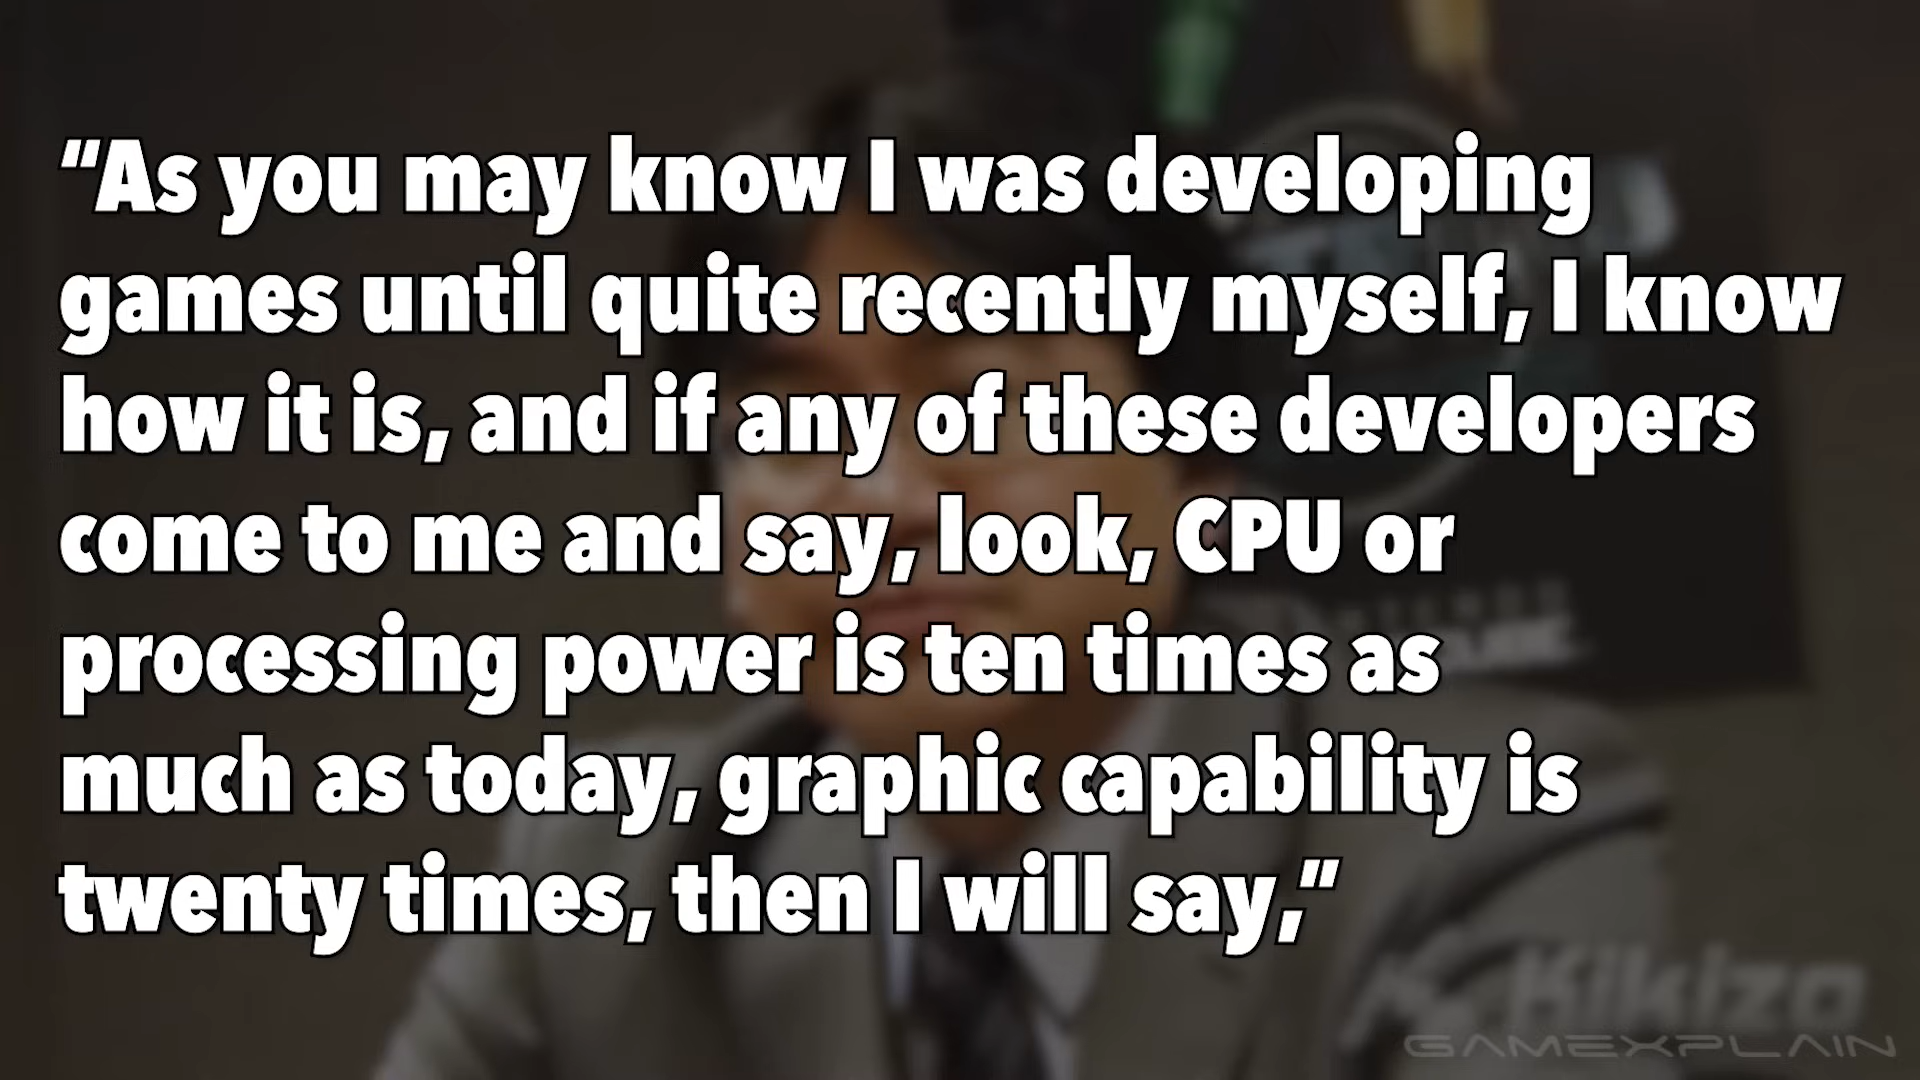 “As you may know I was developing
games until quite recently myself, I know
how it is, and if any of these developers
come to me and say, look, CPU or
processing power is ten times as
much as today, graphic capability is
twenty times, then I will say,”
Kikizo
GAMEXPLAIN